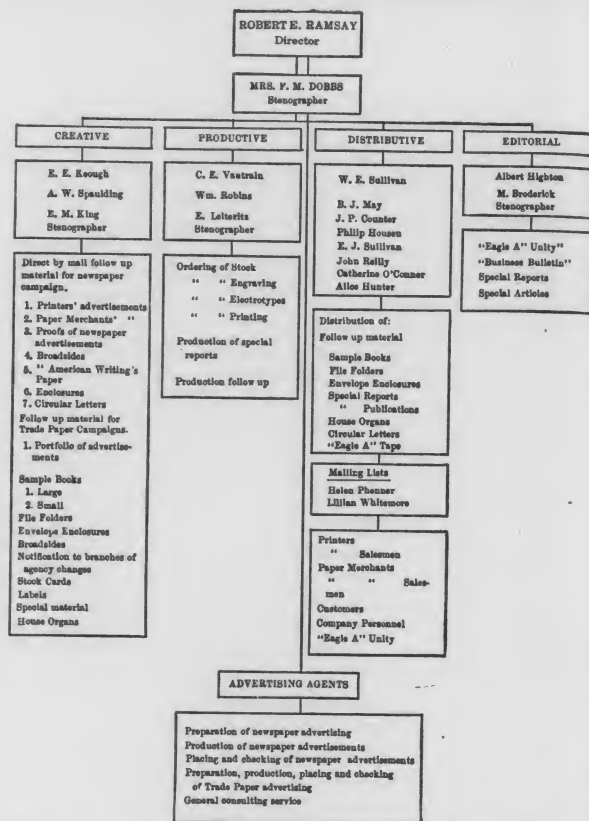 ROBERT E. RAMSAY
Director
MRS. F. M. DOBBS
Stenographer
CREATIVE
E. E. Keough
A. W. Spaulding
E. M. King
Stenographer
Direct by mail follow up
material for newspaper
campaign.
1. Printers' advertisements
2. Paper Merchants' "
3. Proofs of newspaper
advertisements
4. Broadsides
5. " American Writing's
Paper
6. Enclosures
7. Circular Letters
Follow up material for
Trade Paper Campaigns.
1. Portfolio of advertise-
ments
Sample Books
1. Large
2. Small
File Folders
Envelope Enclosures
Broadsides
Notification to branches of
agency changes
Stock Cards
Labels
Special material
House Organs
PRODUCTIVE
C. E. Vautrain
Wm. Robins
E. Leiteritz
Stenographer
Ordering of Stock
" " Engraving
" " Electrotypes
" " Printing
Production of special
reports
Production follow up
DISTRIBUTIVE
W. E. Sullivan
B. J. May
J. P. Counter
Philip Housen
E. J. Sullivan
John Reilly
Catherine O'Conner
Alice Hunter
Distribution of:
Follow up material
Sample Books
File Folders
Envelope Enclosures
Special Reports
" Publications
House Organs
Circular Letters
"Eagle A" Tape
Mailing Lists
Helen Phenner
Lillian Whitemore
Printers
" Salesmen
Paper Merchants
" " Sales-
men
Customers
Company Personnel
"Eagle A" Unity
EDITORIAL
Albert Highton
M. Broderick
Stenographer
"Eagle A" Unity"
"Business Bulletin"
Special Reports
Special Articles
ADVERTISING AGENTS
Preparation of newspaper advertising
Production of newspaper advertisements
Placing and checking of newspaper advertisements
Preparation, production, placing and checking
of Trade Paper advertising
General consulting service